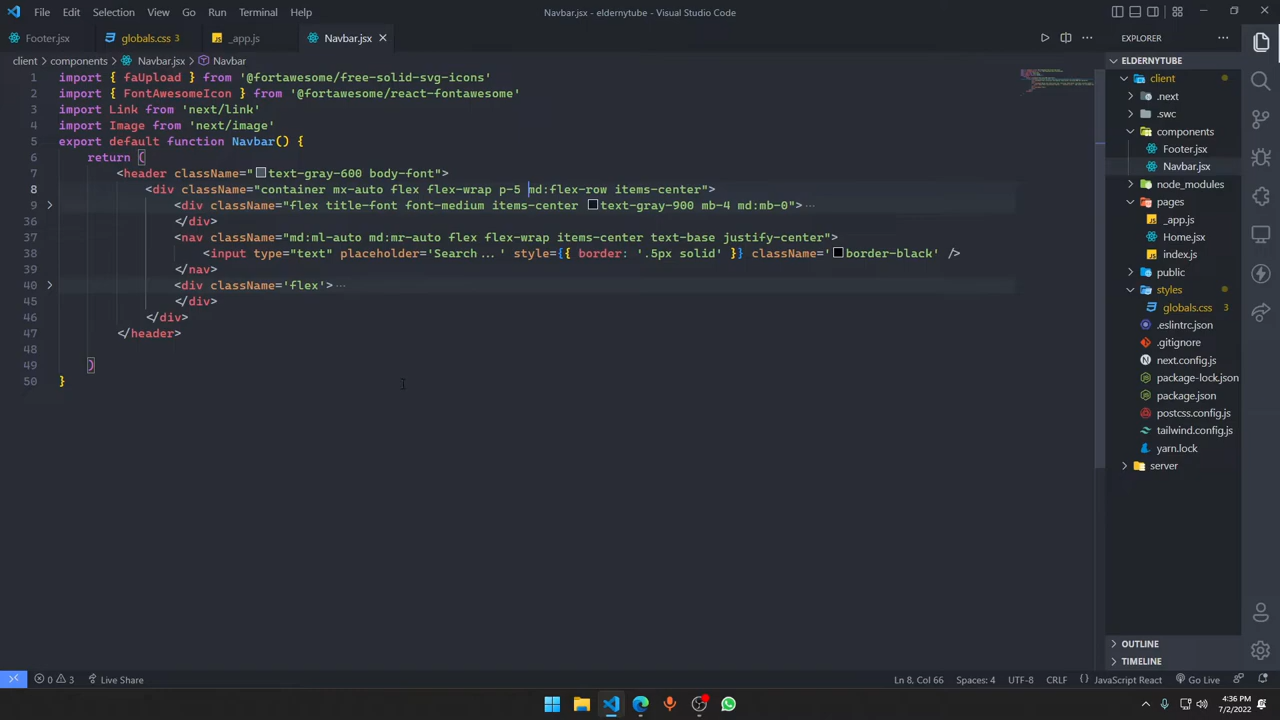 File Edit Selection View Go Run Terminal Help
Navbar.jsx - eldernytube - Visual Studio Code
Footer.jsx globals.css 3 _app.js Navbar.jsx
EXPLORER
client > components > Navbar.jsx > Navbar
1 import { faUpload } from '@fortawesome/free-solid-svg-icons'
2 import { FontAwesomeIcon } from '@fortawesome/react-fontawesome'
3 import Link from 'next/link'
4 import Image from 'next/image'
5 export default function Navbar() {
6 return (
7 <header className="text-gray-600 body-font">
8 <div className="container mx-auto flex flex-wrap p-5 md:flex-row items-center">
9 <div className="flex title-font font-medium items-center text-gray-900 mb-4 md:mb-0"> ...
36 </div>
37 <nav className="md:ml-auto md:mr-auto flex flex-wrap items-center text-base justify-center">
38 <input type="text" placeholder='Search...' style={{ border: '.5px solid' }} className='border-black' />
39 </nav>
40 <div className='flex'> ...
45 </div>
46 </div>
47 </header>
48
49 )
50 }
ELDERNYTUBE
client
.next
.swc
components
Footer.jsx
Navbar.jsx
node_modules
pages
_app.js
Home.jsx
index.js
public
styles
globals.css 3
.eslintrc.json
.gitignore
next.config.js
package-lock.json
package.json
postcss.config.js
tailwind.config.js
yarn.lock
server
OUTLINE
TIMELINE
0 3 Live Share
Ln 8, Col 66 Spaces: 4 UTF-8 CRLF {} JavaScript React Go Live
4:36 PM
7/2/2022